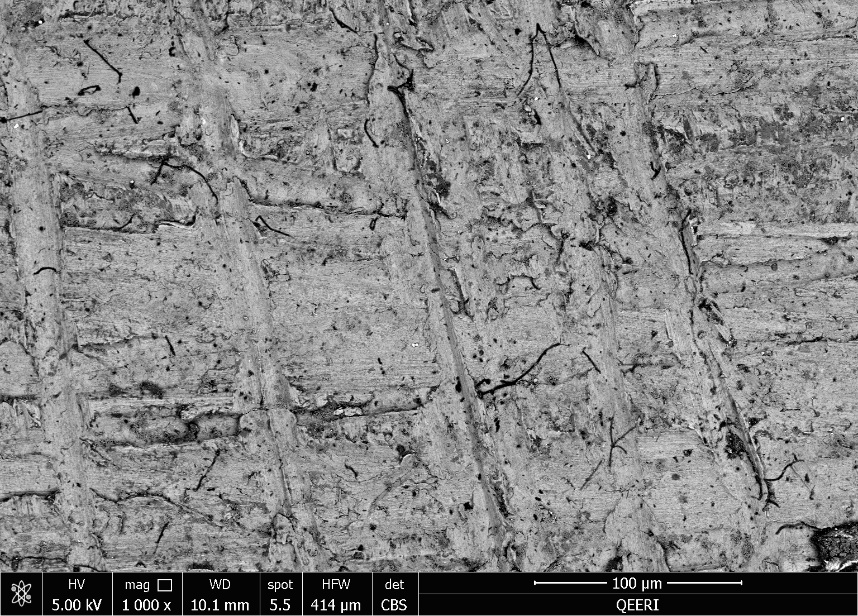 HV
5.00 kV
mag
1 000 x
WD
10.1 mm
spot
5.5
HFW
414 µm
det
CBS
100 µm
QEERI